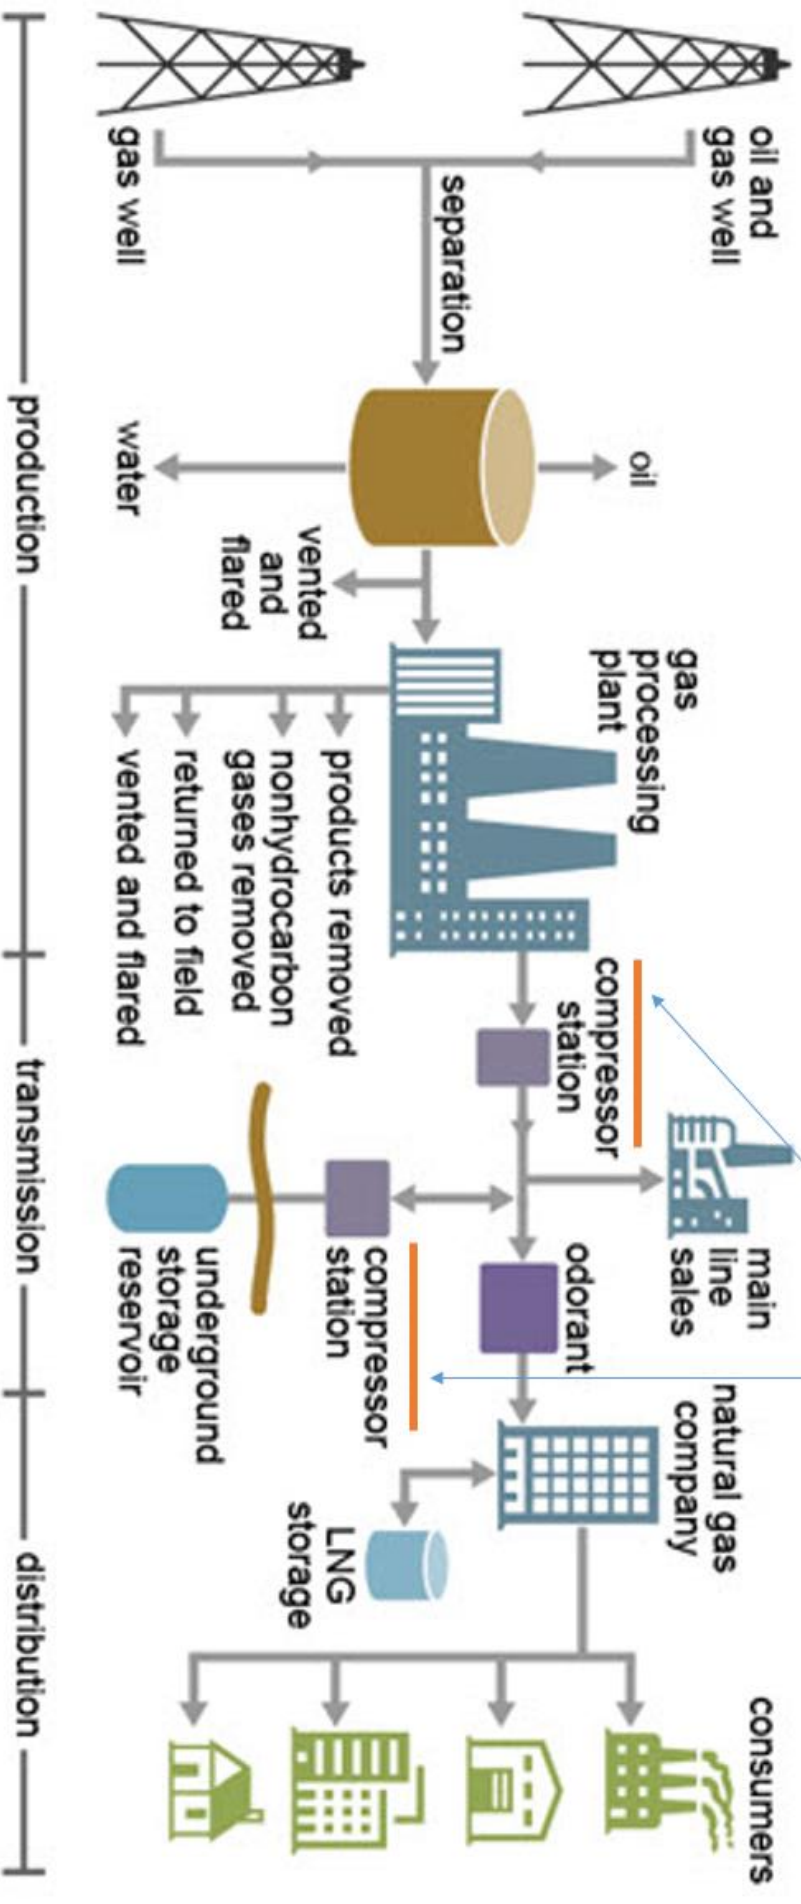 oil and
gas well
gas well
separation
oil
water
vented
and
flared
gas
processing
plant
products removed
nonhydrocarbon
gases removed
returned to field
vented and flared
compressor
station
main
line
sales
compressor
station
underground
storage
reservoir
odorant
natural gas
company
LNG
storage
consumers
production
transmission
distribution